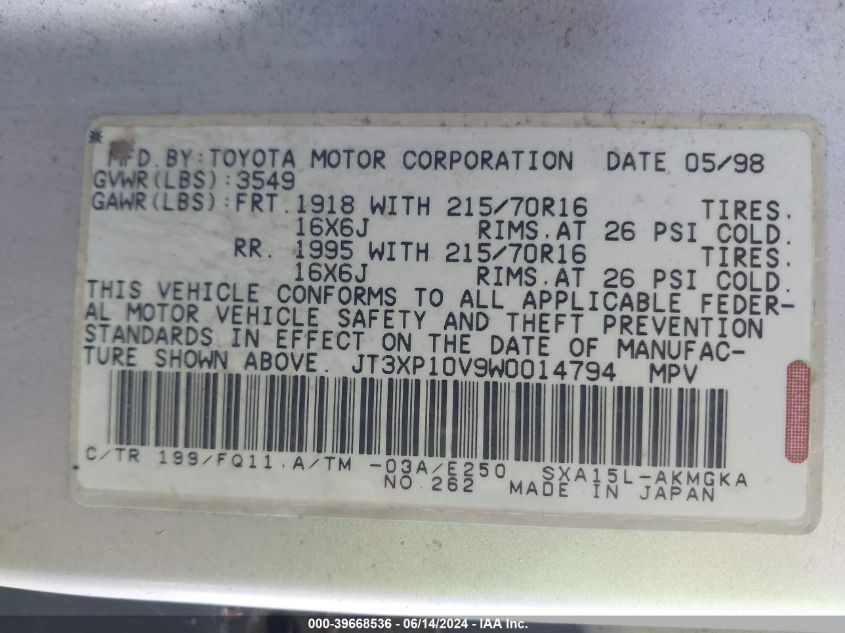 MFD.BY:TOYOTA MOTOR CORPORATION DATE 05/98
GVWR(LBS):3549
GAWR(LBS):FRT.1918 WITH 215/70R16 TIRES.
16X6J RIMS.AT 26 PSI COLD.
RR. 1995 WITH 215/70R16 TIRES.
16X6J RIMS.AT 26 PSI COLD.
THIS VEHICLE CONFORMS TO ALL APPLICABLE FEDER-
AL MOTOR VEHICLE SAFETY AND THEFT PREVENTION
STANDARDS IN EFFECT ON THE DATE OF MANUFAC-
TURE SHOWN ABOVE. JT3XP10V9W0014794 MPV
C/TR 199/FQ11.A/TM -03A/E250 SXA15L-AKMGKA
NO.262 MADE IN JAPAN
000-39668536 - 06/14/2024 - IAA Inc.